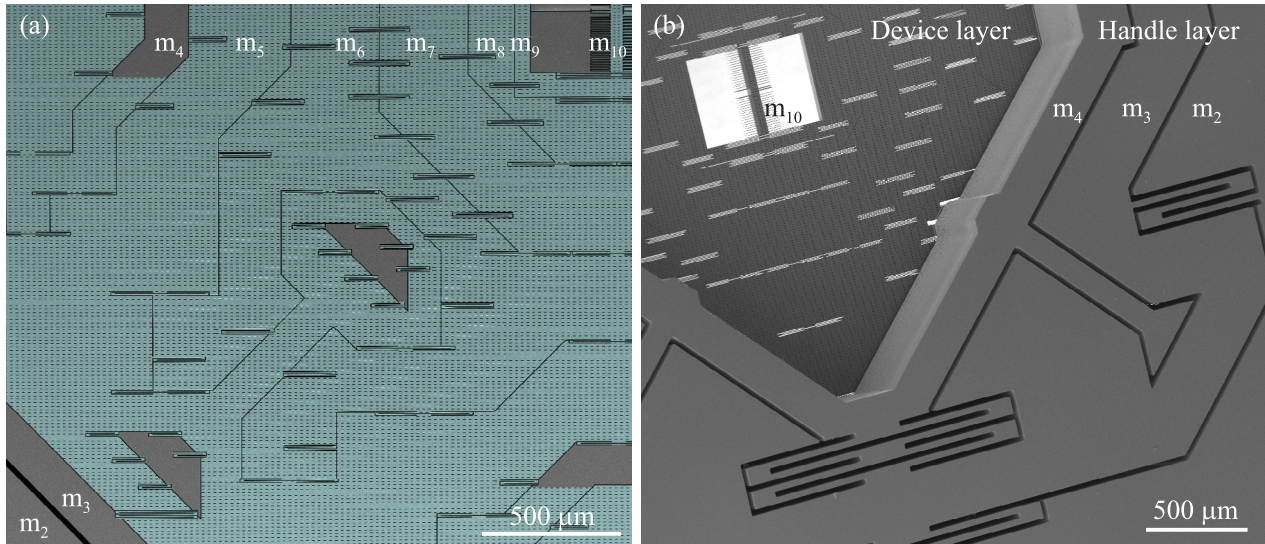 (a)
m4 m5 m6 m7 m8 m9 m10
m3
m2
500 μm
(b)
Device layer Handle layer
m10
m4 m3 m2
500 μm